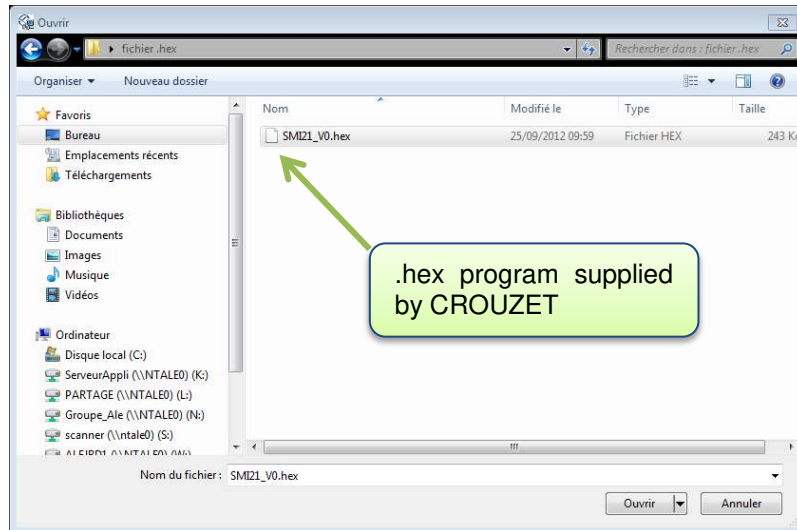 Ouvrir
fichier .hex
Rechercher dans : fichier .hex
Organiser
Nouveau dossier
Nom
Modifié le
Type
Taille
SMI21_V0.hex
25/09/2012 09:59
Fichier HEX
243 Ko
Favoris
Bureau
Emplacements récents
Téléchargements
Bibliothèques
Documents
Images
Musique
Vidéos
Ordinateur
Disque local (C:)
ServeurAppli (\\NTALE0) (K:)
PARTAGE (\\NTALE0) (L:)
Groupe_Ale (\\NTALE0) (N:)
scanner (\\ntale0) (S:)
.hex program supplied
by CROUZET
Nom du fichier :
SMI21_V0.hex
Ouvrir
Annuler